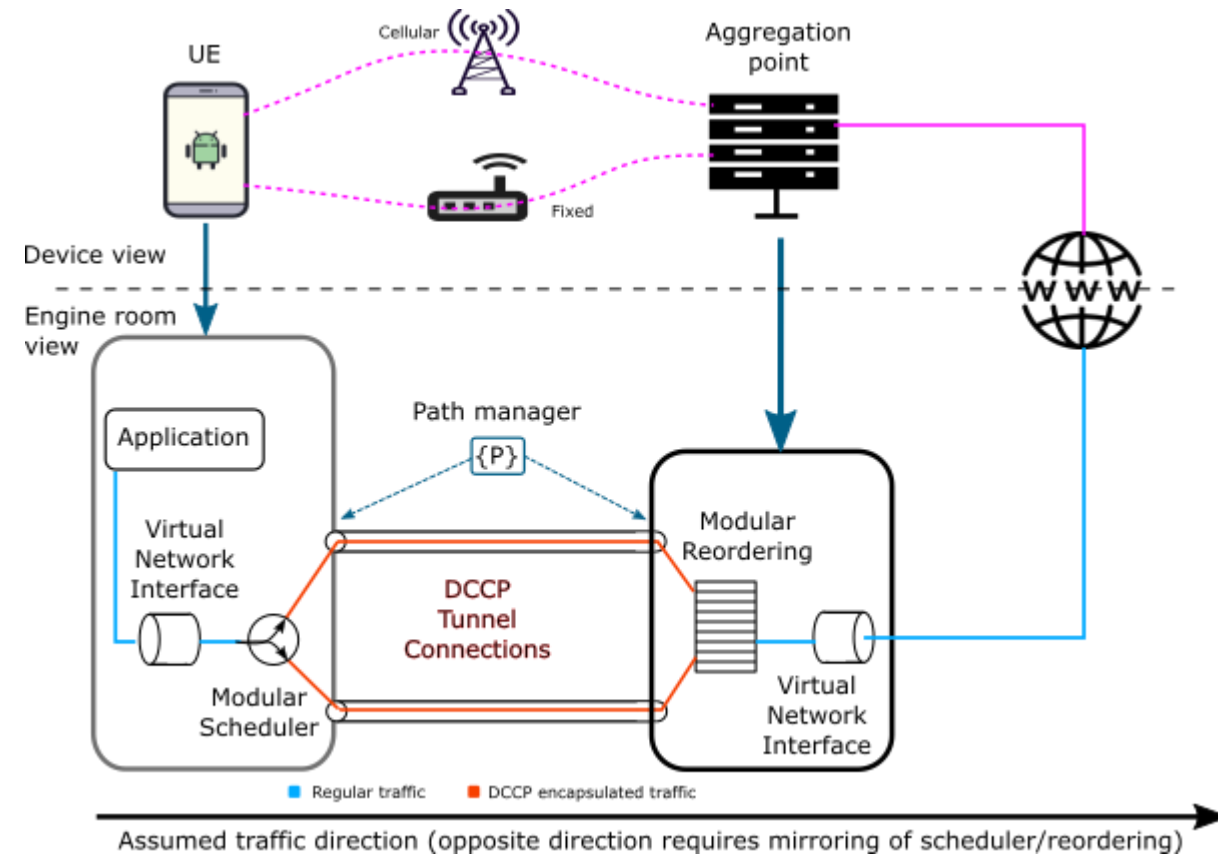 Cellular
UE
Aggregation
point
Fixed
Device view
W W W
Engine room
view
Path manager
{P}
Application
Modular
Reordering
Virtual
Network
Interface
DCCP
Tunnel
Connections
Modular
Scheduler
Virtual
Network
Interface
Regular traffic
DCCP encapsulated traffic
Assumed traffic direction (opposite direction requires mirroring of scheduler/reordering)